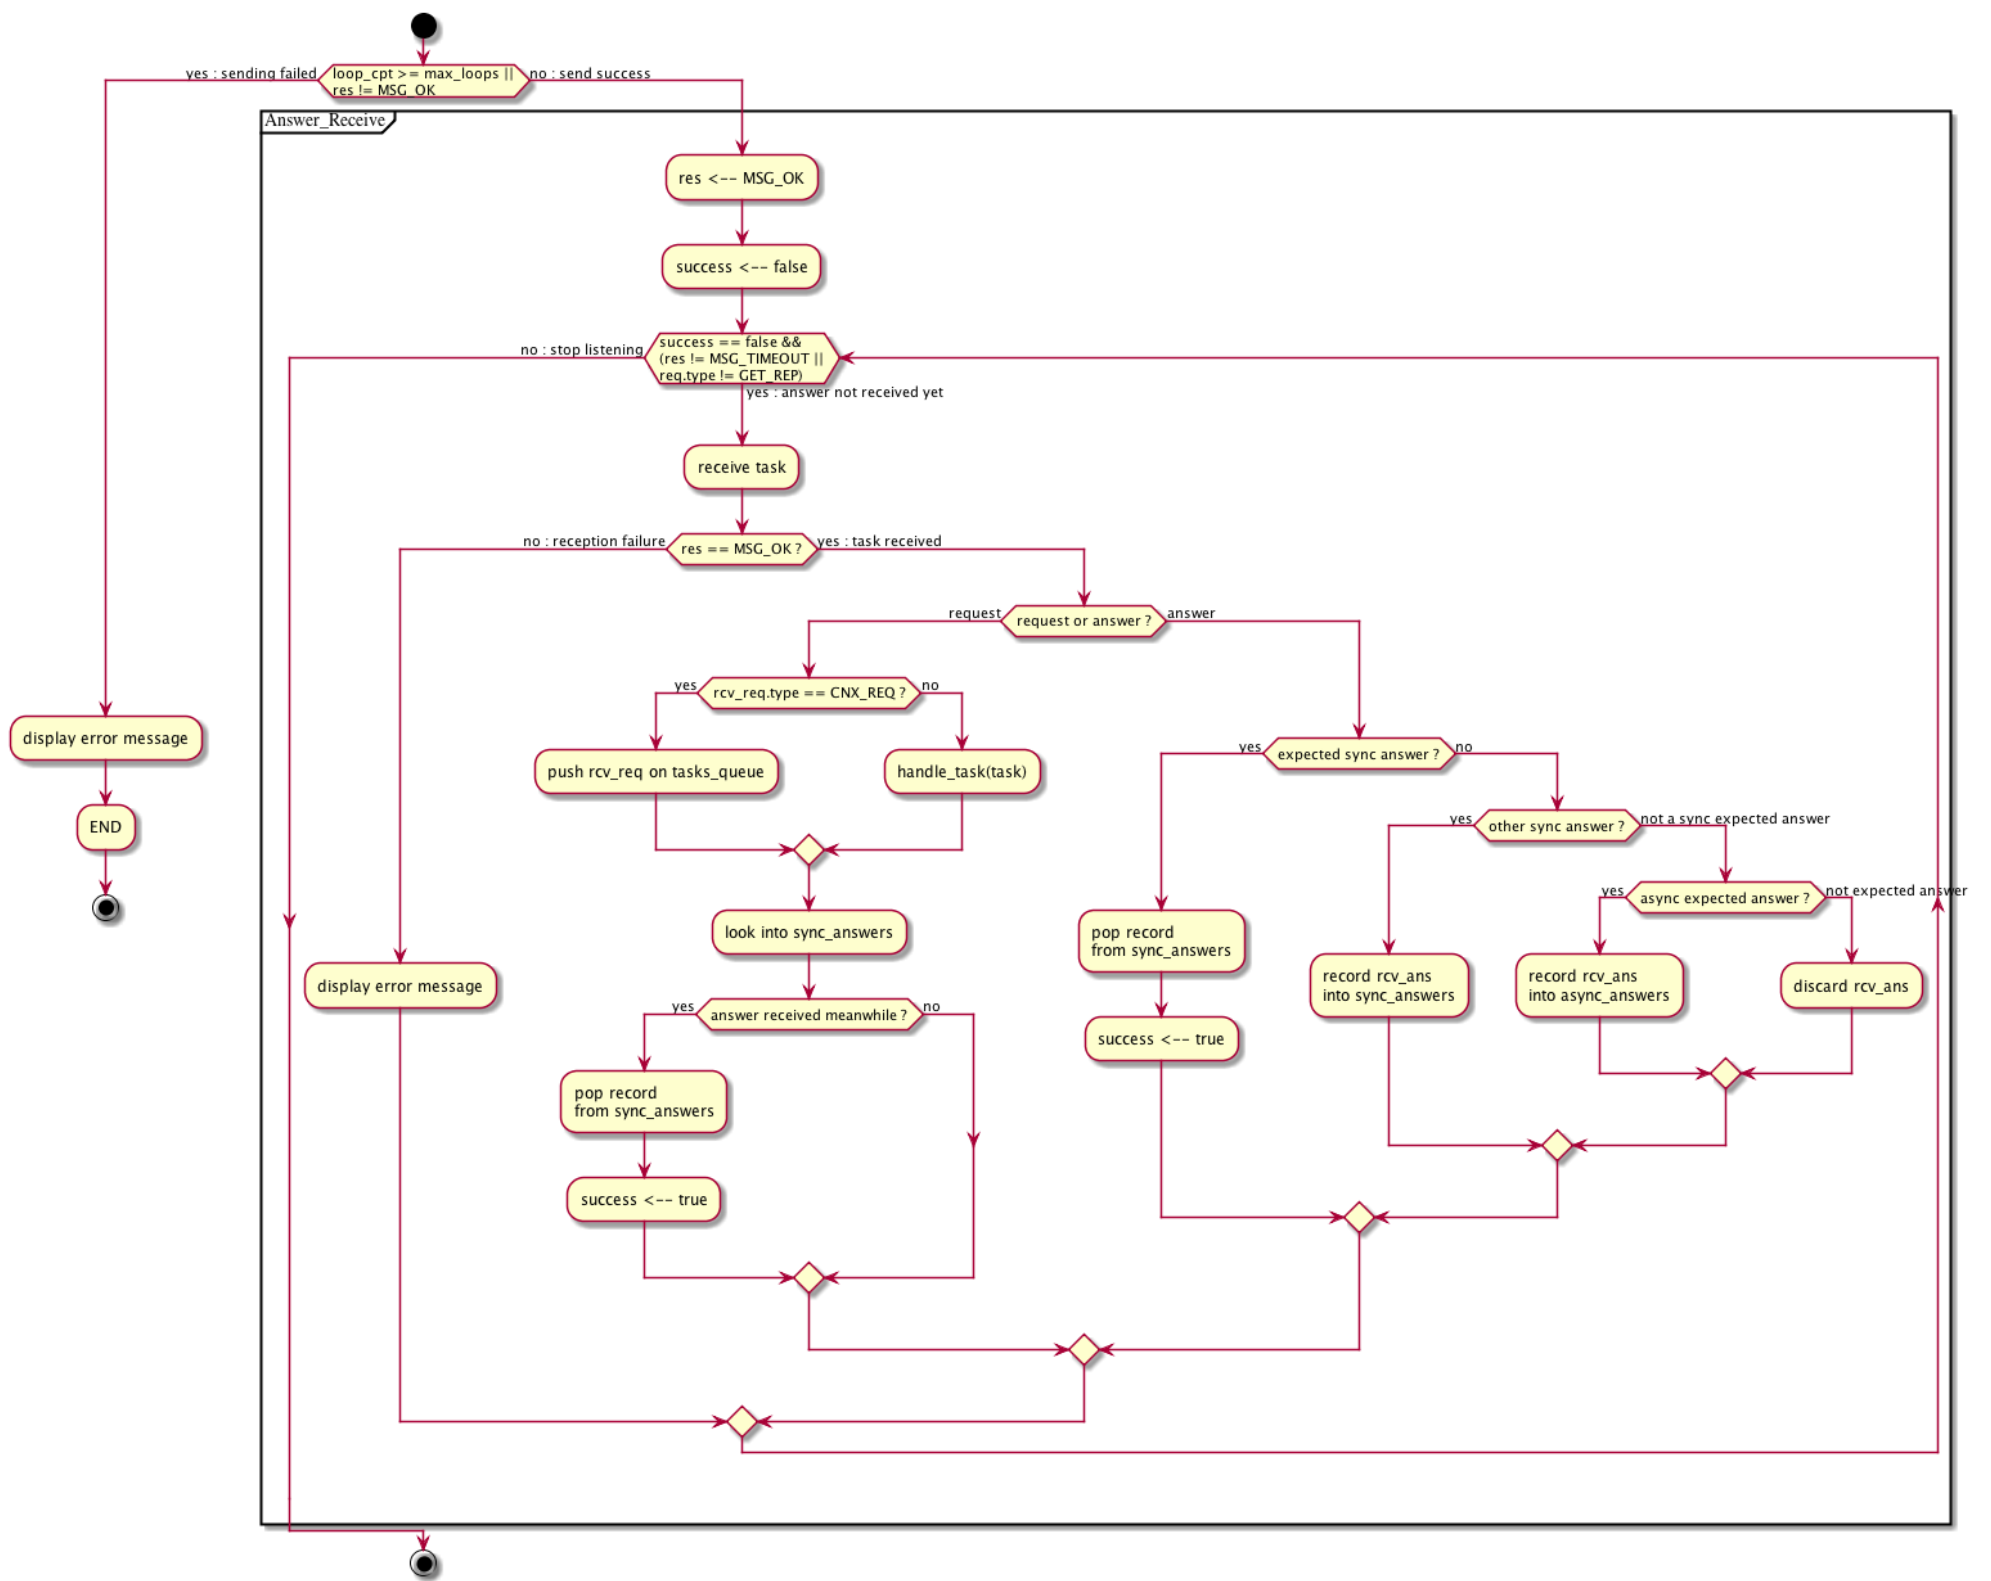 yes : sending failed
loop_cpt >= max_loops ||
res != MSG_OK
no : send success
Answer_Receive
res <-- MSG_OK
success <-- false
no : stop listening
success == false &&
(res != MSG_TIMEOUT ||
req.type != GET_REP)
yes : answer not received yet
receive task
no : reception failure
res == MSG_OK ?
yes : task received
request
request or answer ?
answer
yes
rcv_req.type == CNX_REQ ?
no
display error message
push rcv_req on tasks_queue
handle_task(task)
yes
expected sync answer ?
no
END
yes
other sync answer ?
not a sync expected answer
yes
async expected answer ?
not expected answer
look into sync_answers
pop record
from sync_answers
display error message
record rcv_ans
into sync_answers
record rcv_ans
into async_answers
discard rcv_ans
yes
answer received meanwhile ?
no
success <-- true
pop record
from sync_answers
success <-- true